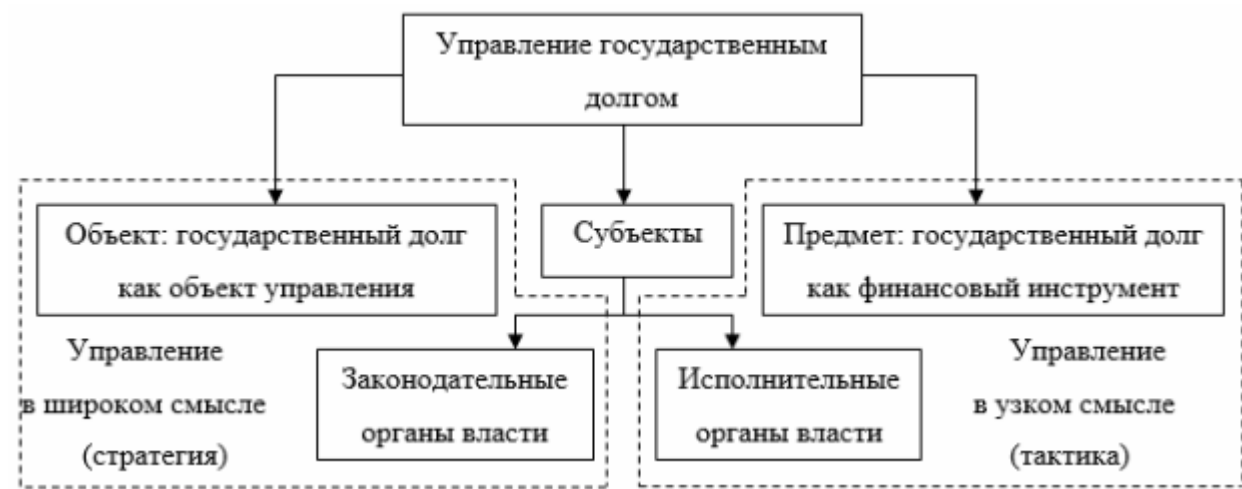 Управление государственным
долгом
Объект: государственный долг
как объект управления
Субъекты
Предмет: государственный долг
как финансовый инструмент
Управление
в широком смысле
(стратегия)
Законодательные
органы власти
Исполнительные
органы власти
Управление
в узком смысле
(тактика)